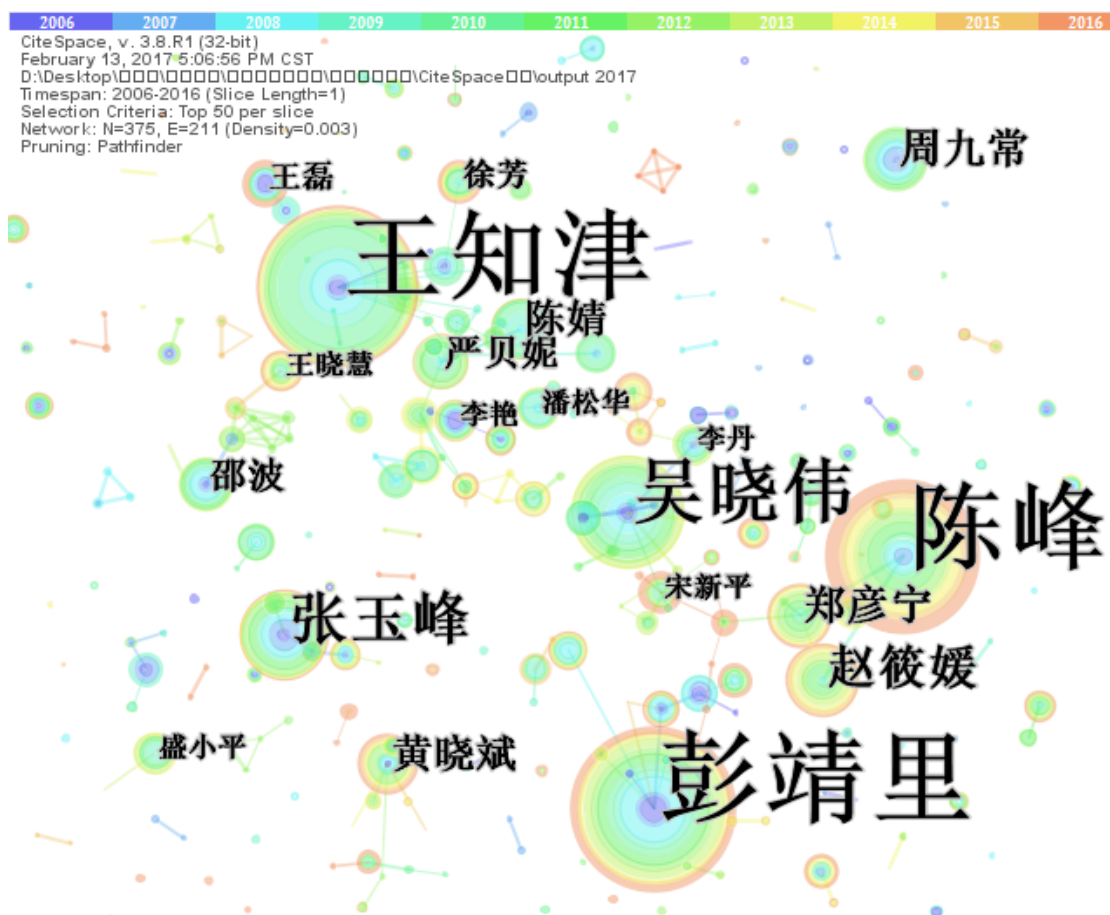 2006 2007 2008 2009 2010 2011 2012 2013 2014 2015 2016
CiteSpace, v. 3.8.R1 (32-bit)
February 13, 2017 5:06:56 PM CST
D:\Desktop\□□□\□□□□\□□□□□□□\□□□□□□\CiteSpace□□\output 2017
Timespan: 2006-2016 (Slice Length=1)
Selection Criteria: Top 50 per slice
Network: N=375, E=211 (Density=0.003)
Pruning: Pathfinder
周九常
王磊
徐芳
王知津
陈婧
严贝妮
王晓慧
潘松华
李艳
李丹
邵波
吴晓伟
陈峰
宋新平
郑彦宁
张玉峰
赵筱媛
盛小平
黄晓斌
彭靖里